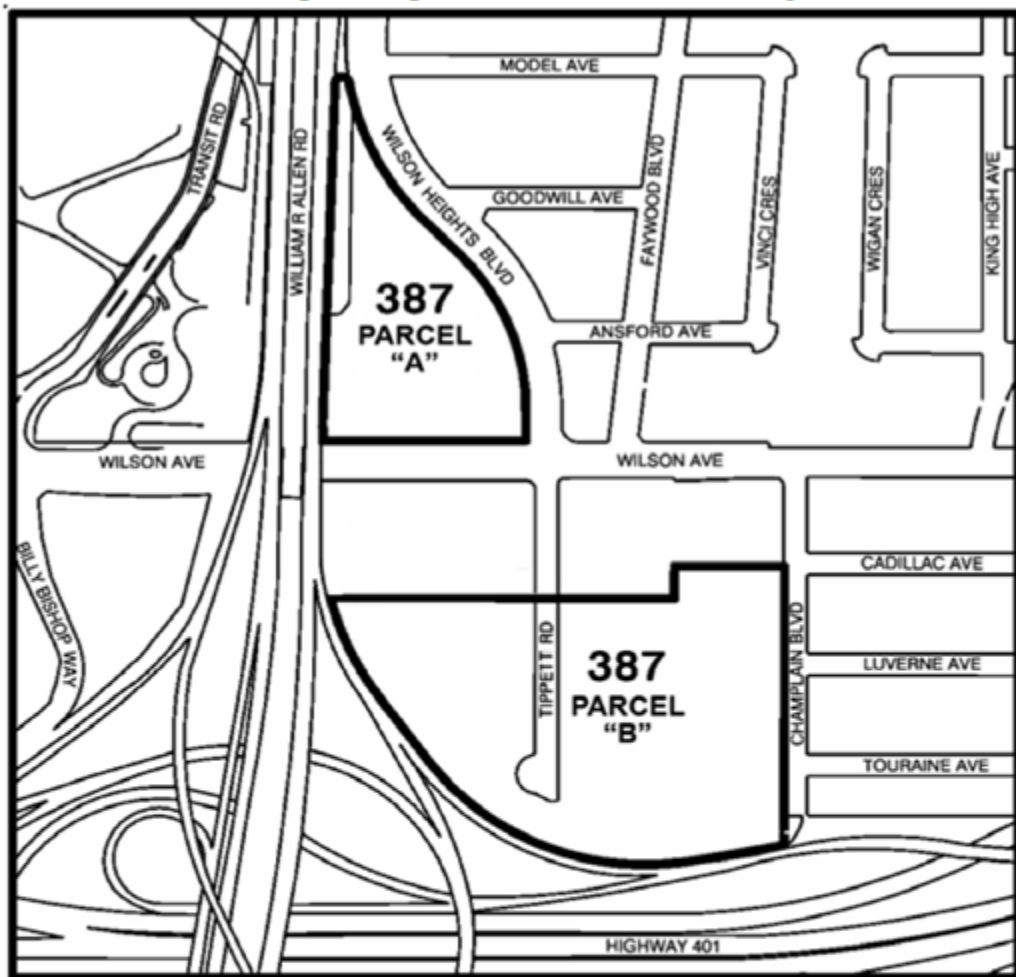 MODEL AVE
TRANSIT RD
WILLIAM R ALLEN RD
WILSON HEIGHTS BLVD
GOODWILL AVE
FAYWOOD BLVD
VINCI CRES
WIGAN CRES
KING HIGH AVE
387
PARCEL
“A”
ANSFORD AVE
WILSON AVE
WILSON AVE
BILLY BISHOP WAY
CADILLAC AVE
TIPPETT RD
387
PARCEL
“B”
CHAMPLAIN BLVD
LUVERNE AVE
TOURAINE AVE
HIGHWAY 401